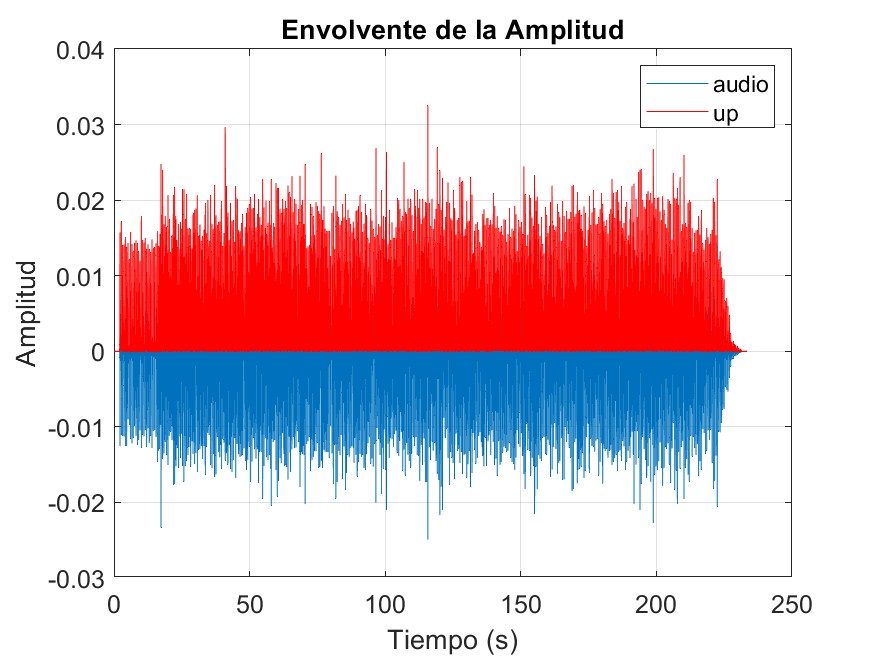 Envolvente de la Amplitud
0.04
0.03
0.02
0.01
0
-0.01
-0.02
-0.03
Amplitud
audio
up
0 50 100 150 200 250
Tiempo (s)